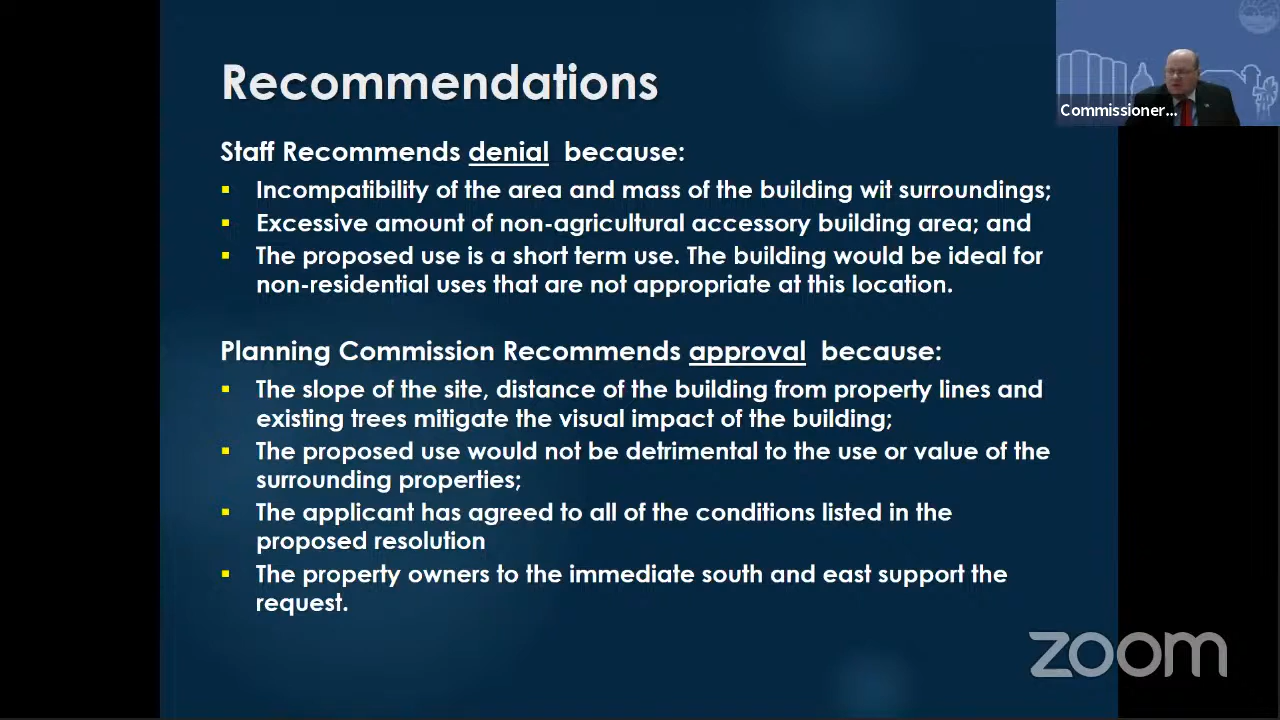 Recommendations
Commissioner...
Staff Recommends denial because:
Incompatibility of the area and mass of the building wit surroundings;
Excessive amount of non-agricultural accessory building area; and
The proposed use is a short term use. The building would be ideal for
non-residential uses that are not appropriate at this location.
Planning Commission Recommends approval because:
The slope of the site, distance of the building from property lines and
existing trees mitigate the visual impact of the building;
The proposed use would not be detrimental to the use or value of the
surrounding properties;
The applicant has agreed to all of the conditions listed in the
proposed resolution
The property owners to the immediate south and east support the
request.
zoom